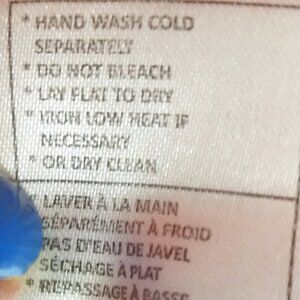 * HAND WASH COLD
SEPARATELY
* DO NOT BLEACH
* LAY FLAT TO DRY
* IRON LOW HEAT IF
NECESSARY
* OR DRY CLEAN
* LAVER À LA MAIN
SÉPARÉMENT À FROID
PAS D'EAU DE JAVEL
SÉCHAGE À PLAT
* REPASSAGE À BASSE